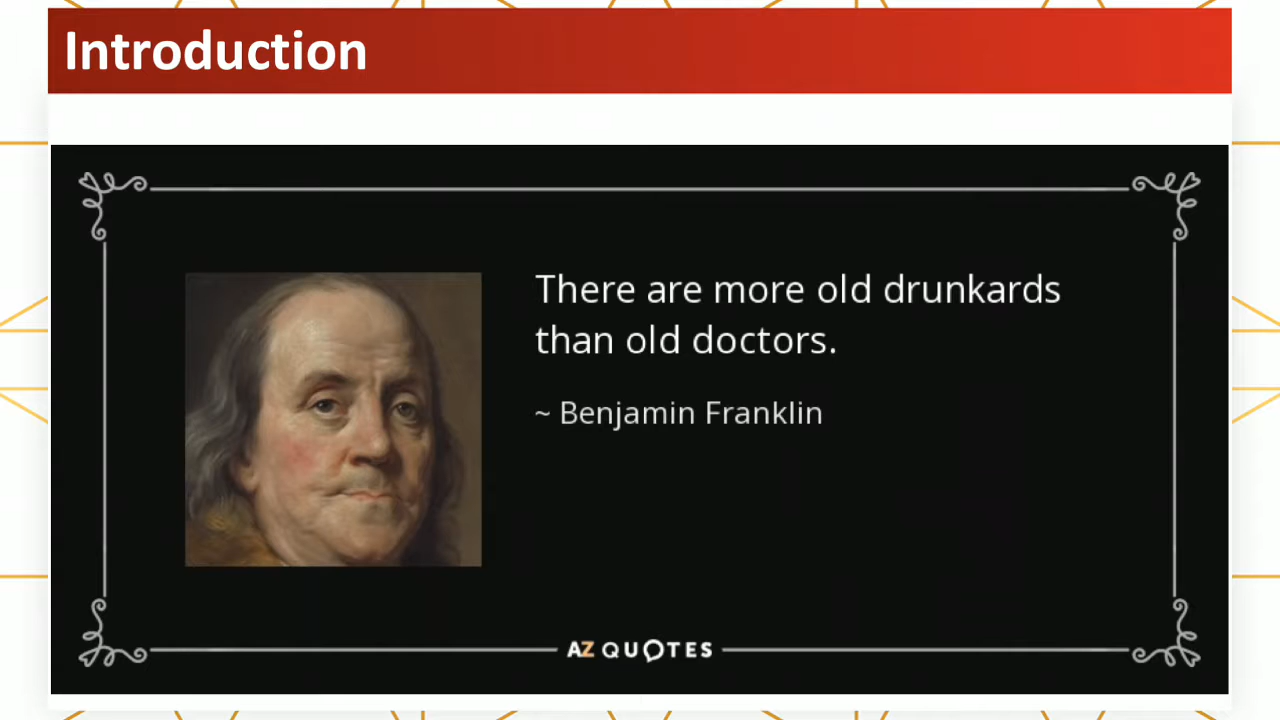 Introduction
There are more old drunkards
than old doctors.
~ Benjamin Franklin
AZ QUOTES